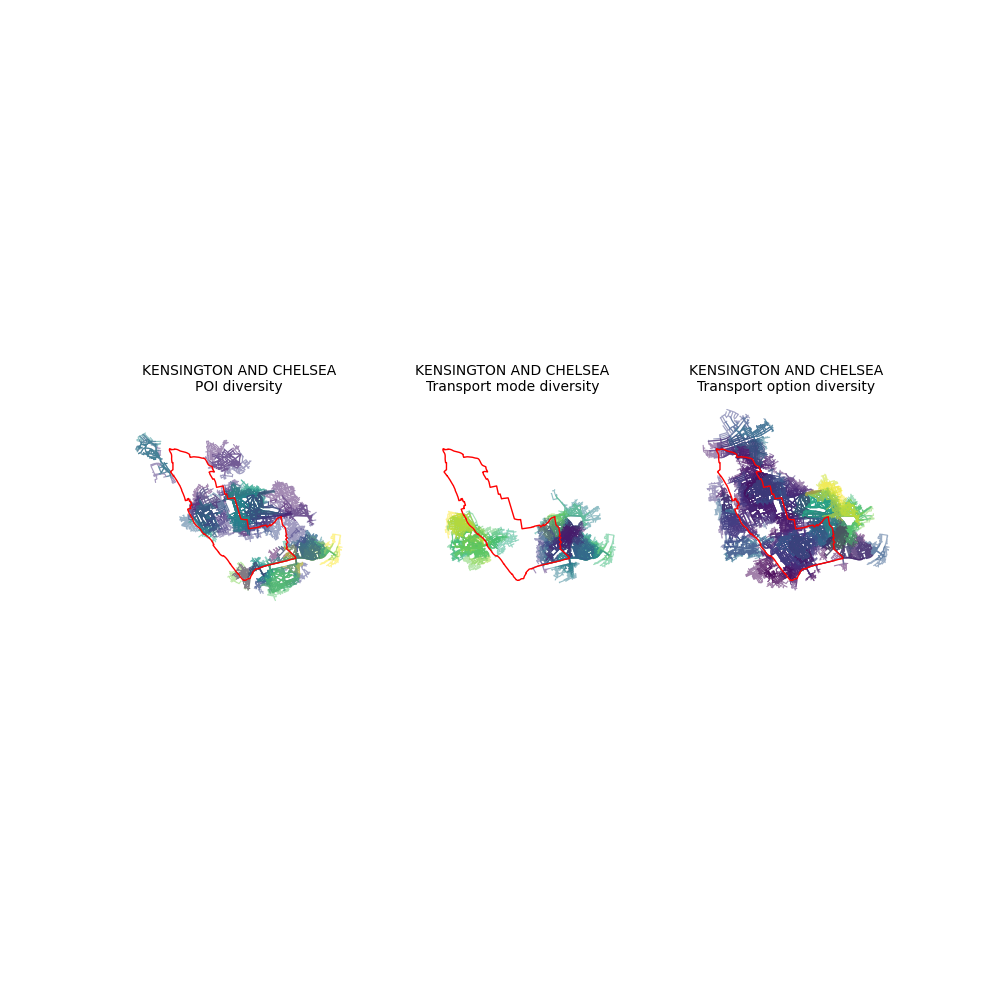 KENSINGTON AND CHELSEA
POI diversity
KENSINGTON AND CHELSEA
Transport mode diversity
KENSINGTON AND CHELSEA
Transport option diversity